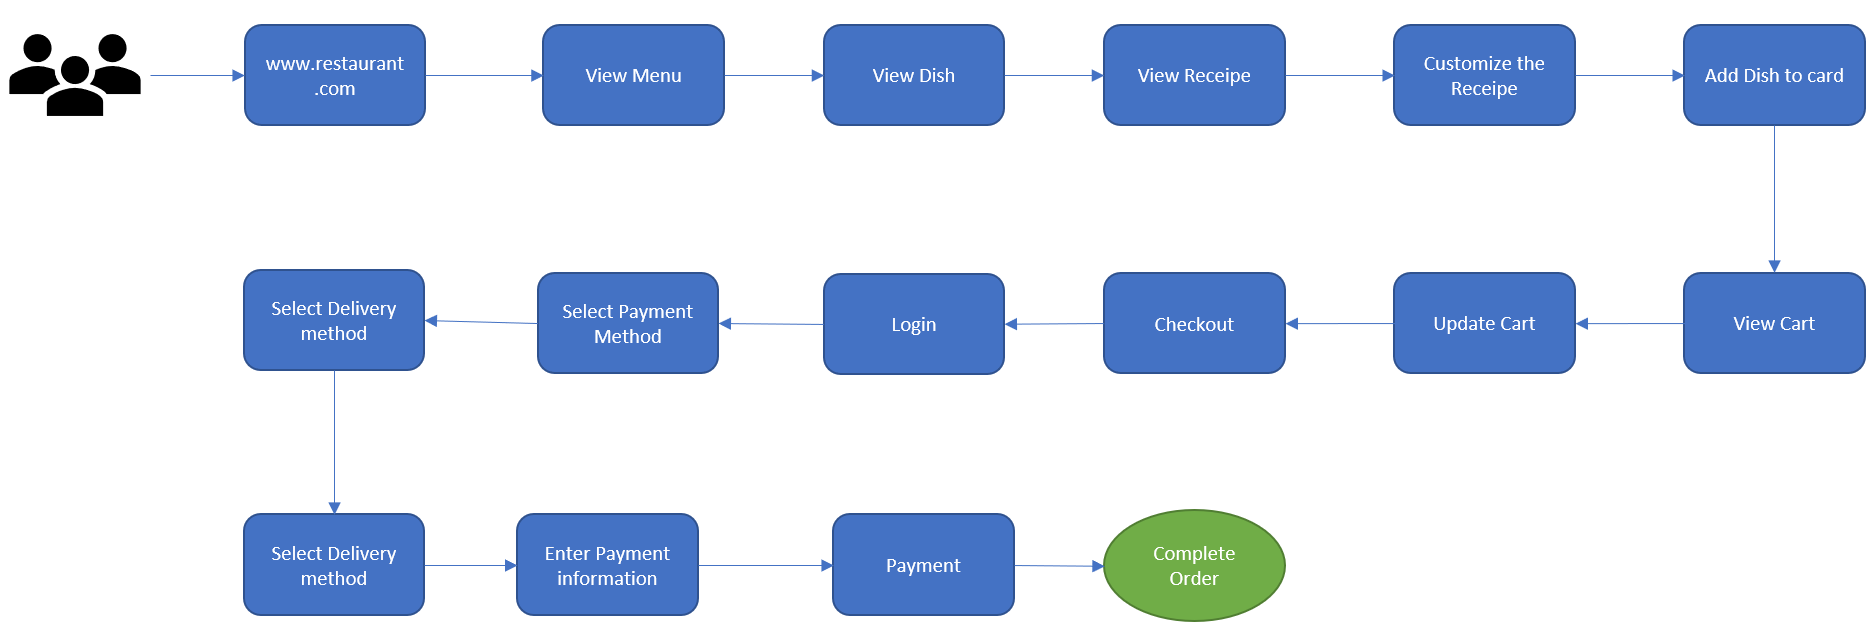 www.restaurant
.com
View Menu
View Dish
View Receipe
Customize the
Receipe
Add Dish to card
View Cart
Update Cart
Checkout
Login
Select Payment
Method
Select Delivery
method
Select Delivery
method
Enter Payment
information
Payment
Complete
Order